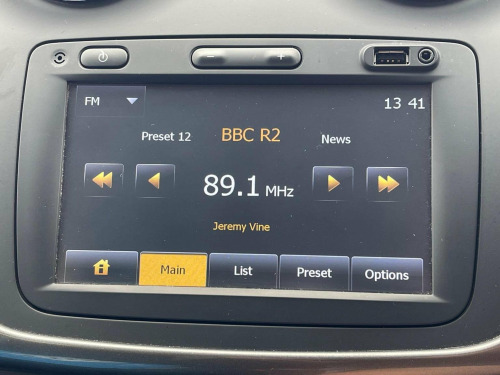 FM
13 41
Preset 12
BBC R2
News
89.1 MHz
Jeremy Vine
Main
List
Preset
Options